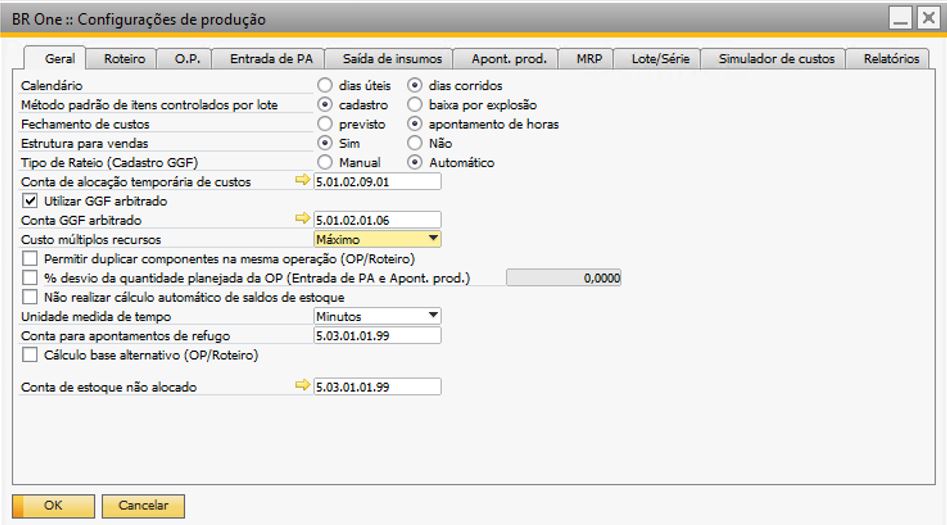 BR One :: Configurações de produção
Geral Roteiro O.P. Entrada de PA Saída de insumos Apont. prod. MRP Lote/Série Simulador de custos Relatórios
Calendário dias úteis dias corridos
Método padrão de itens controlados por lote cadastro baixa por explosão
Fechamento de custos previsto apontamento de horas
Estrutura para vendas Sim Não
Tipo de Rateio (Cadastro GGF) Manual Automático
Conta de alocação temporária de custos 5.01.02.09.01
Utilizar GGF arbitrado
Conta GGF arbitrado 5.01.02.01.06
Custo múltiplos recursos Máximo
Permitir duplicar componentes na mesma operação (OP/Roteiro)
% desvio da quantidade planejada da OP (Entrada de PA e Apont. prod.) 0,0000
Não realizar cálculo automático de saldos de estoque
Unidade medida de tempo Minutos
Conta para apontamentos de refugo 5.03.01.01.99
Cálculo base alternativo (OP/Roteiro)
Conta de estoque não alocado 5.03.01.01.99
OK Cancelar